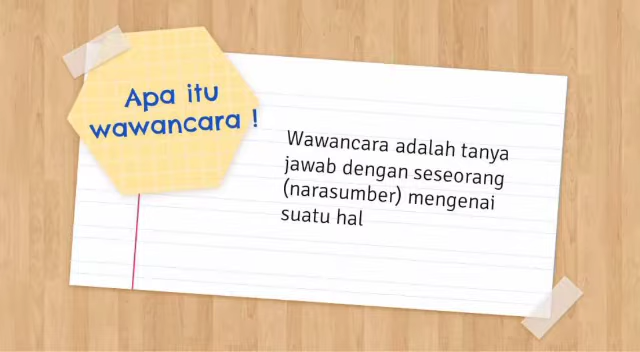 Apa itu
wawancara !
Wawancara adalah tanya
jawab dengan seseorang
(narasumber) mengenai
suatu hal